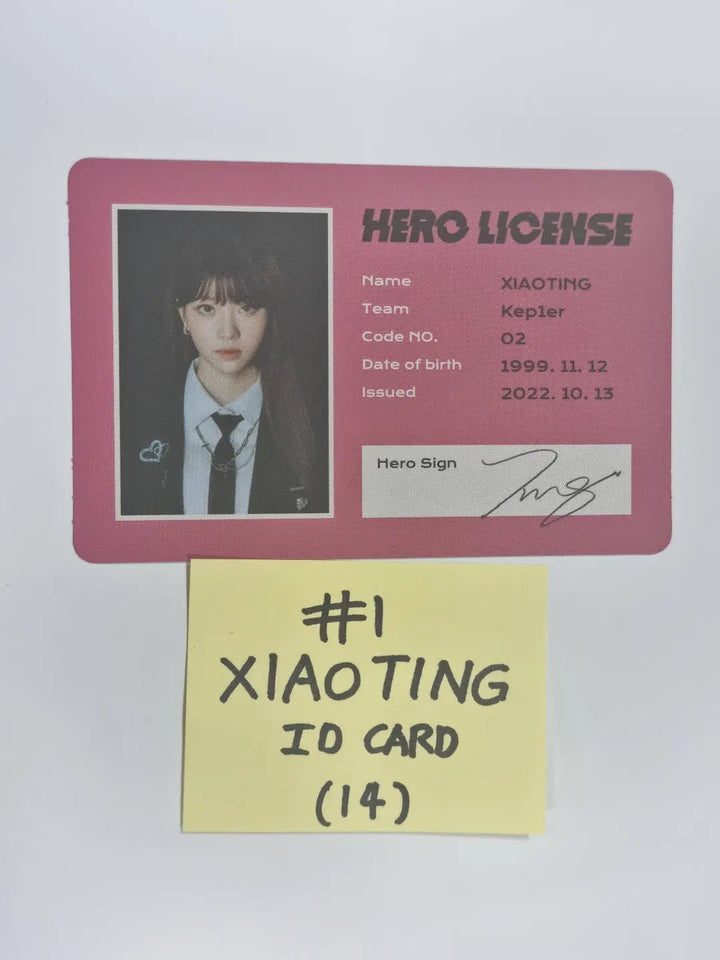 HERO LICENSE
Name XIAOTING
Team Kep1er
Code NO. 02
Date of birth 1999. 11. 12
Issued 2022. 10. 13
Hero Sign
#1
XIAOTING
ID CARD
(14)